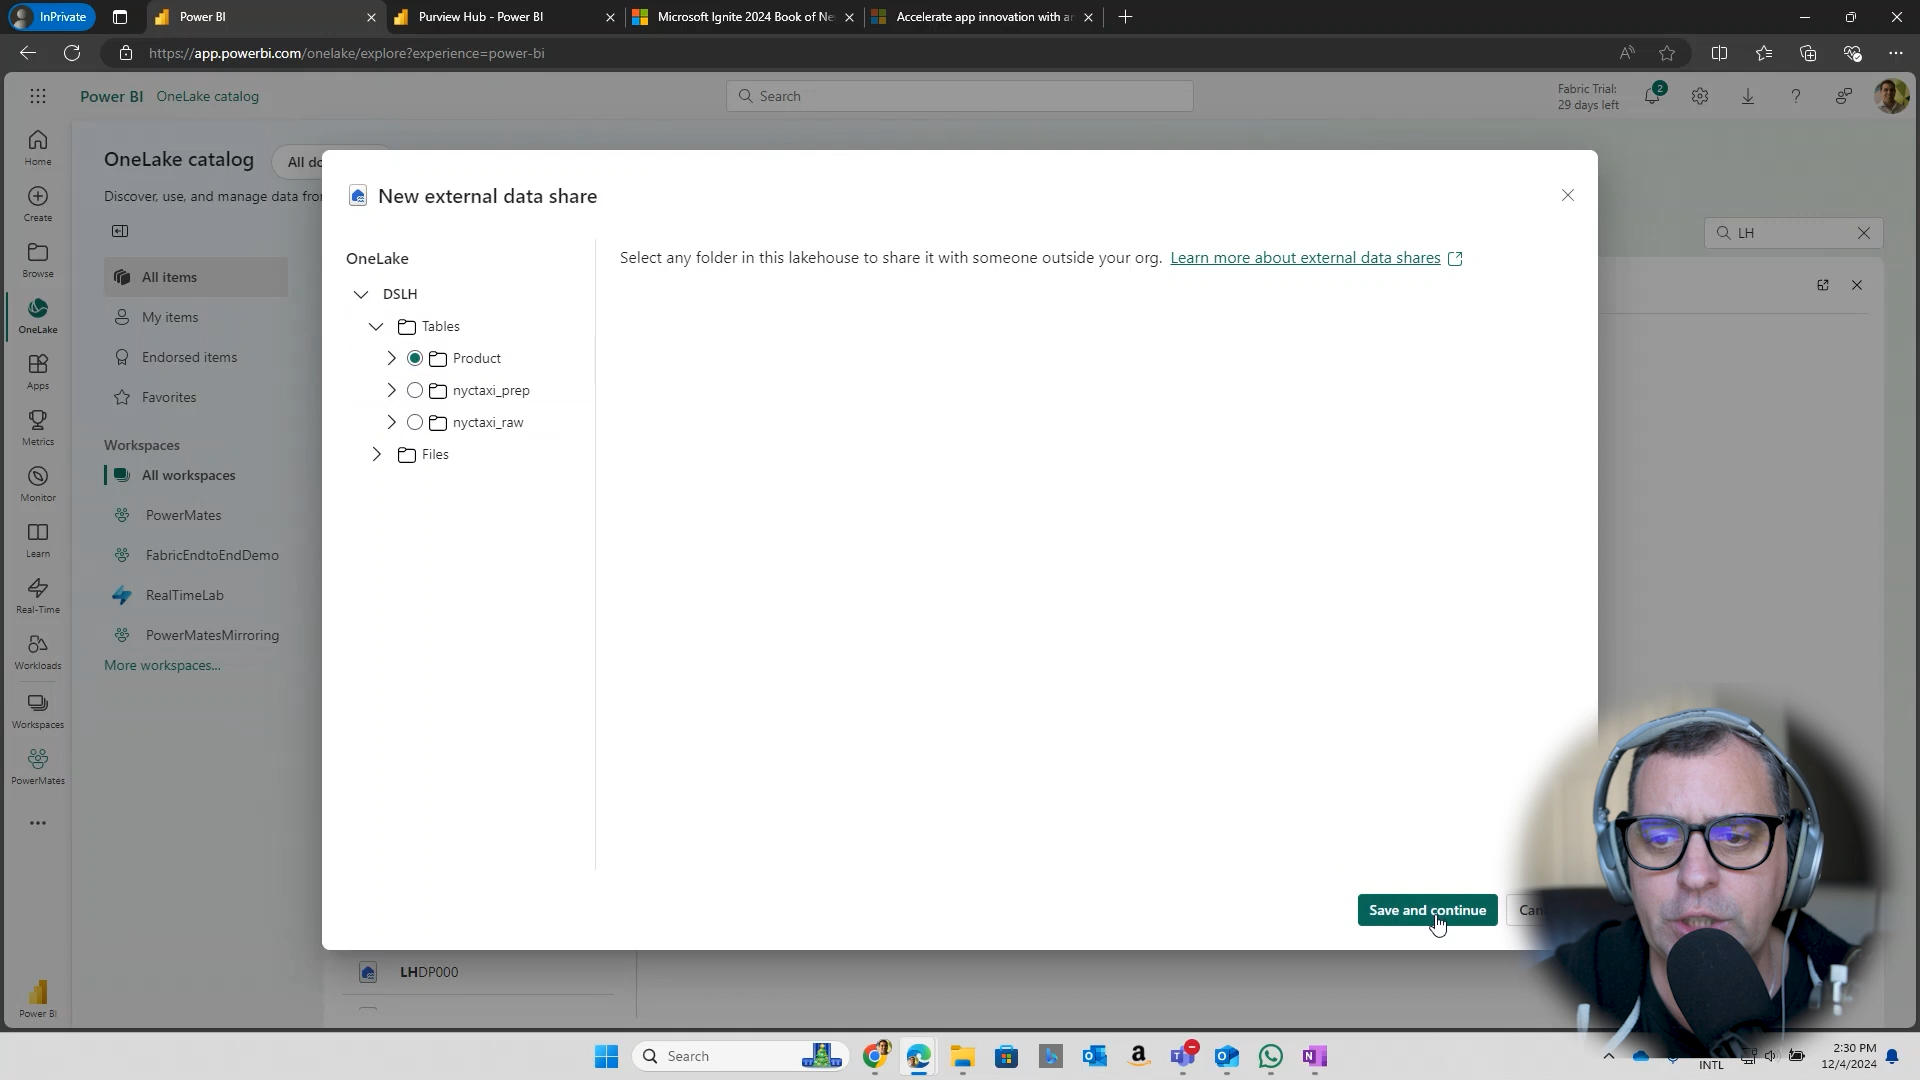 InPrivate
Power BI
Purview Hub - Power BI
Microsoft Ignite 2024 Book of Ne
Accelerate app innovation with an
https://app.powerbi.com/onelake/explore?experience=power-bi
Power BI
OneLake catalog
Search
Fabric Trial:
29 days left
2
Home
Create
Browse
OneLake
Apps
Metrics
Monitor
Learn
Real-Time
Workloads
Workspaces
PowerMates
Power BI
OneLake catalog
All do
Discover, use, and manage data fro
All items
My items
Endorsed items
Favorites
Workspaces
All workspaces
PowerMates
FabricEndtoEndDemo
RealTimeLab
PowerMatesMirroring
More workspaces...
LH
New external data share
OneLake
DSLH
Tables
Product
nyctaxi_prep
nyctaxi_raw
Files
Select any folder in this lakehouse to share it with someone outside your org. Learn more about external data shares
Save and continue
Can
LHDP000
Search
INTL
2:30 PM
12/4/2024